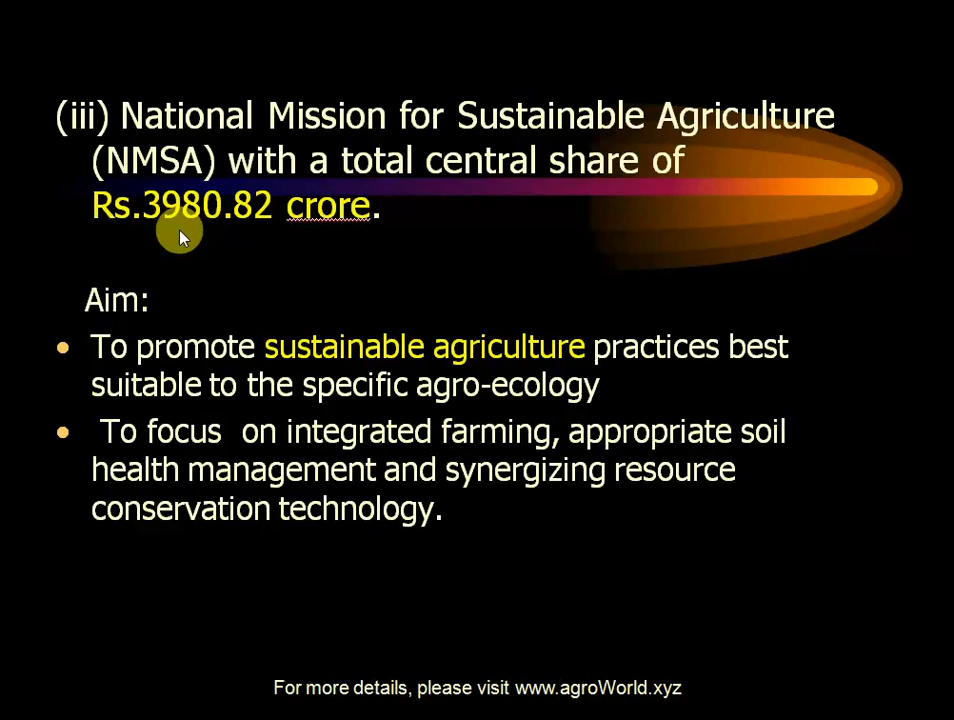 (iii) National Mission for Sustainable Agriculture
(NMSA) with a total central share of
Rs.3980.82 crore.
Aim:
• To promote sustainable agriculture practices best
suitable to the specific agro-ecology
• To focus on integrated farming, appropriate soil
health management and synergizing resource
conservation technology.
For more details, please visit www.agroWorld.xyz